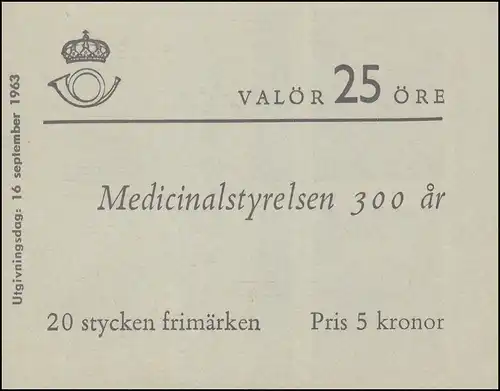 Utgivningsdag: 16 september 1963
VALÖR 25 ÖRE
Medicinalstyrelsen 300 år
20 stycken frimärken Pris 5 kronor